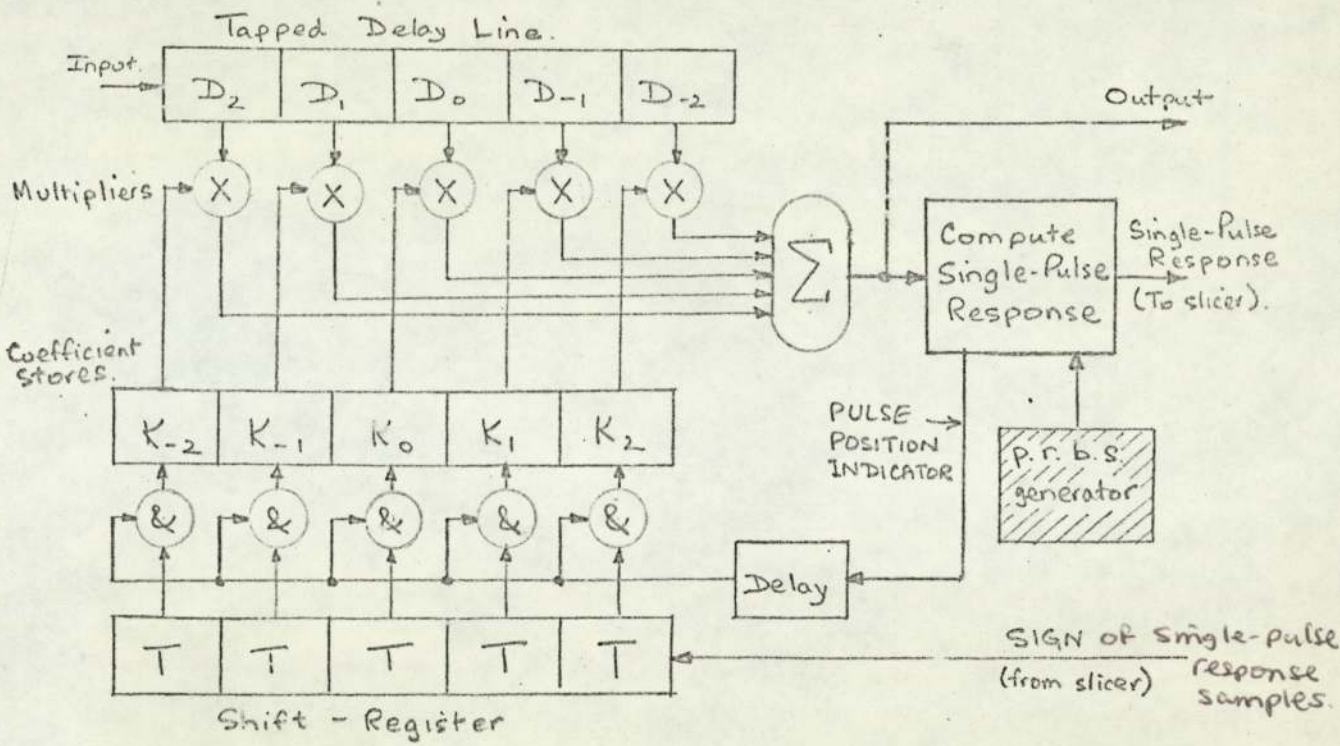 Tapped Delay Line.
Input.
D₂ D₁ D₀ D₋₁ D₋₂
Output
Multipliers
X X X X X
Σ
Compute
Single-Pulse
Response
Single-Pulse
Response
(To slicer).
Coefficient
stores.
K₋₂ K₋₁ K₀ K₁ K₂
PULSE
POSITION
INDICATOR
p.r.b.s.
generator
& & & & &
Delay
T T T T T
SIGN of single-pulse
(from slicer) response
samples.
Shift - Register